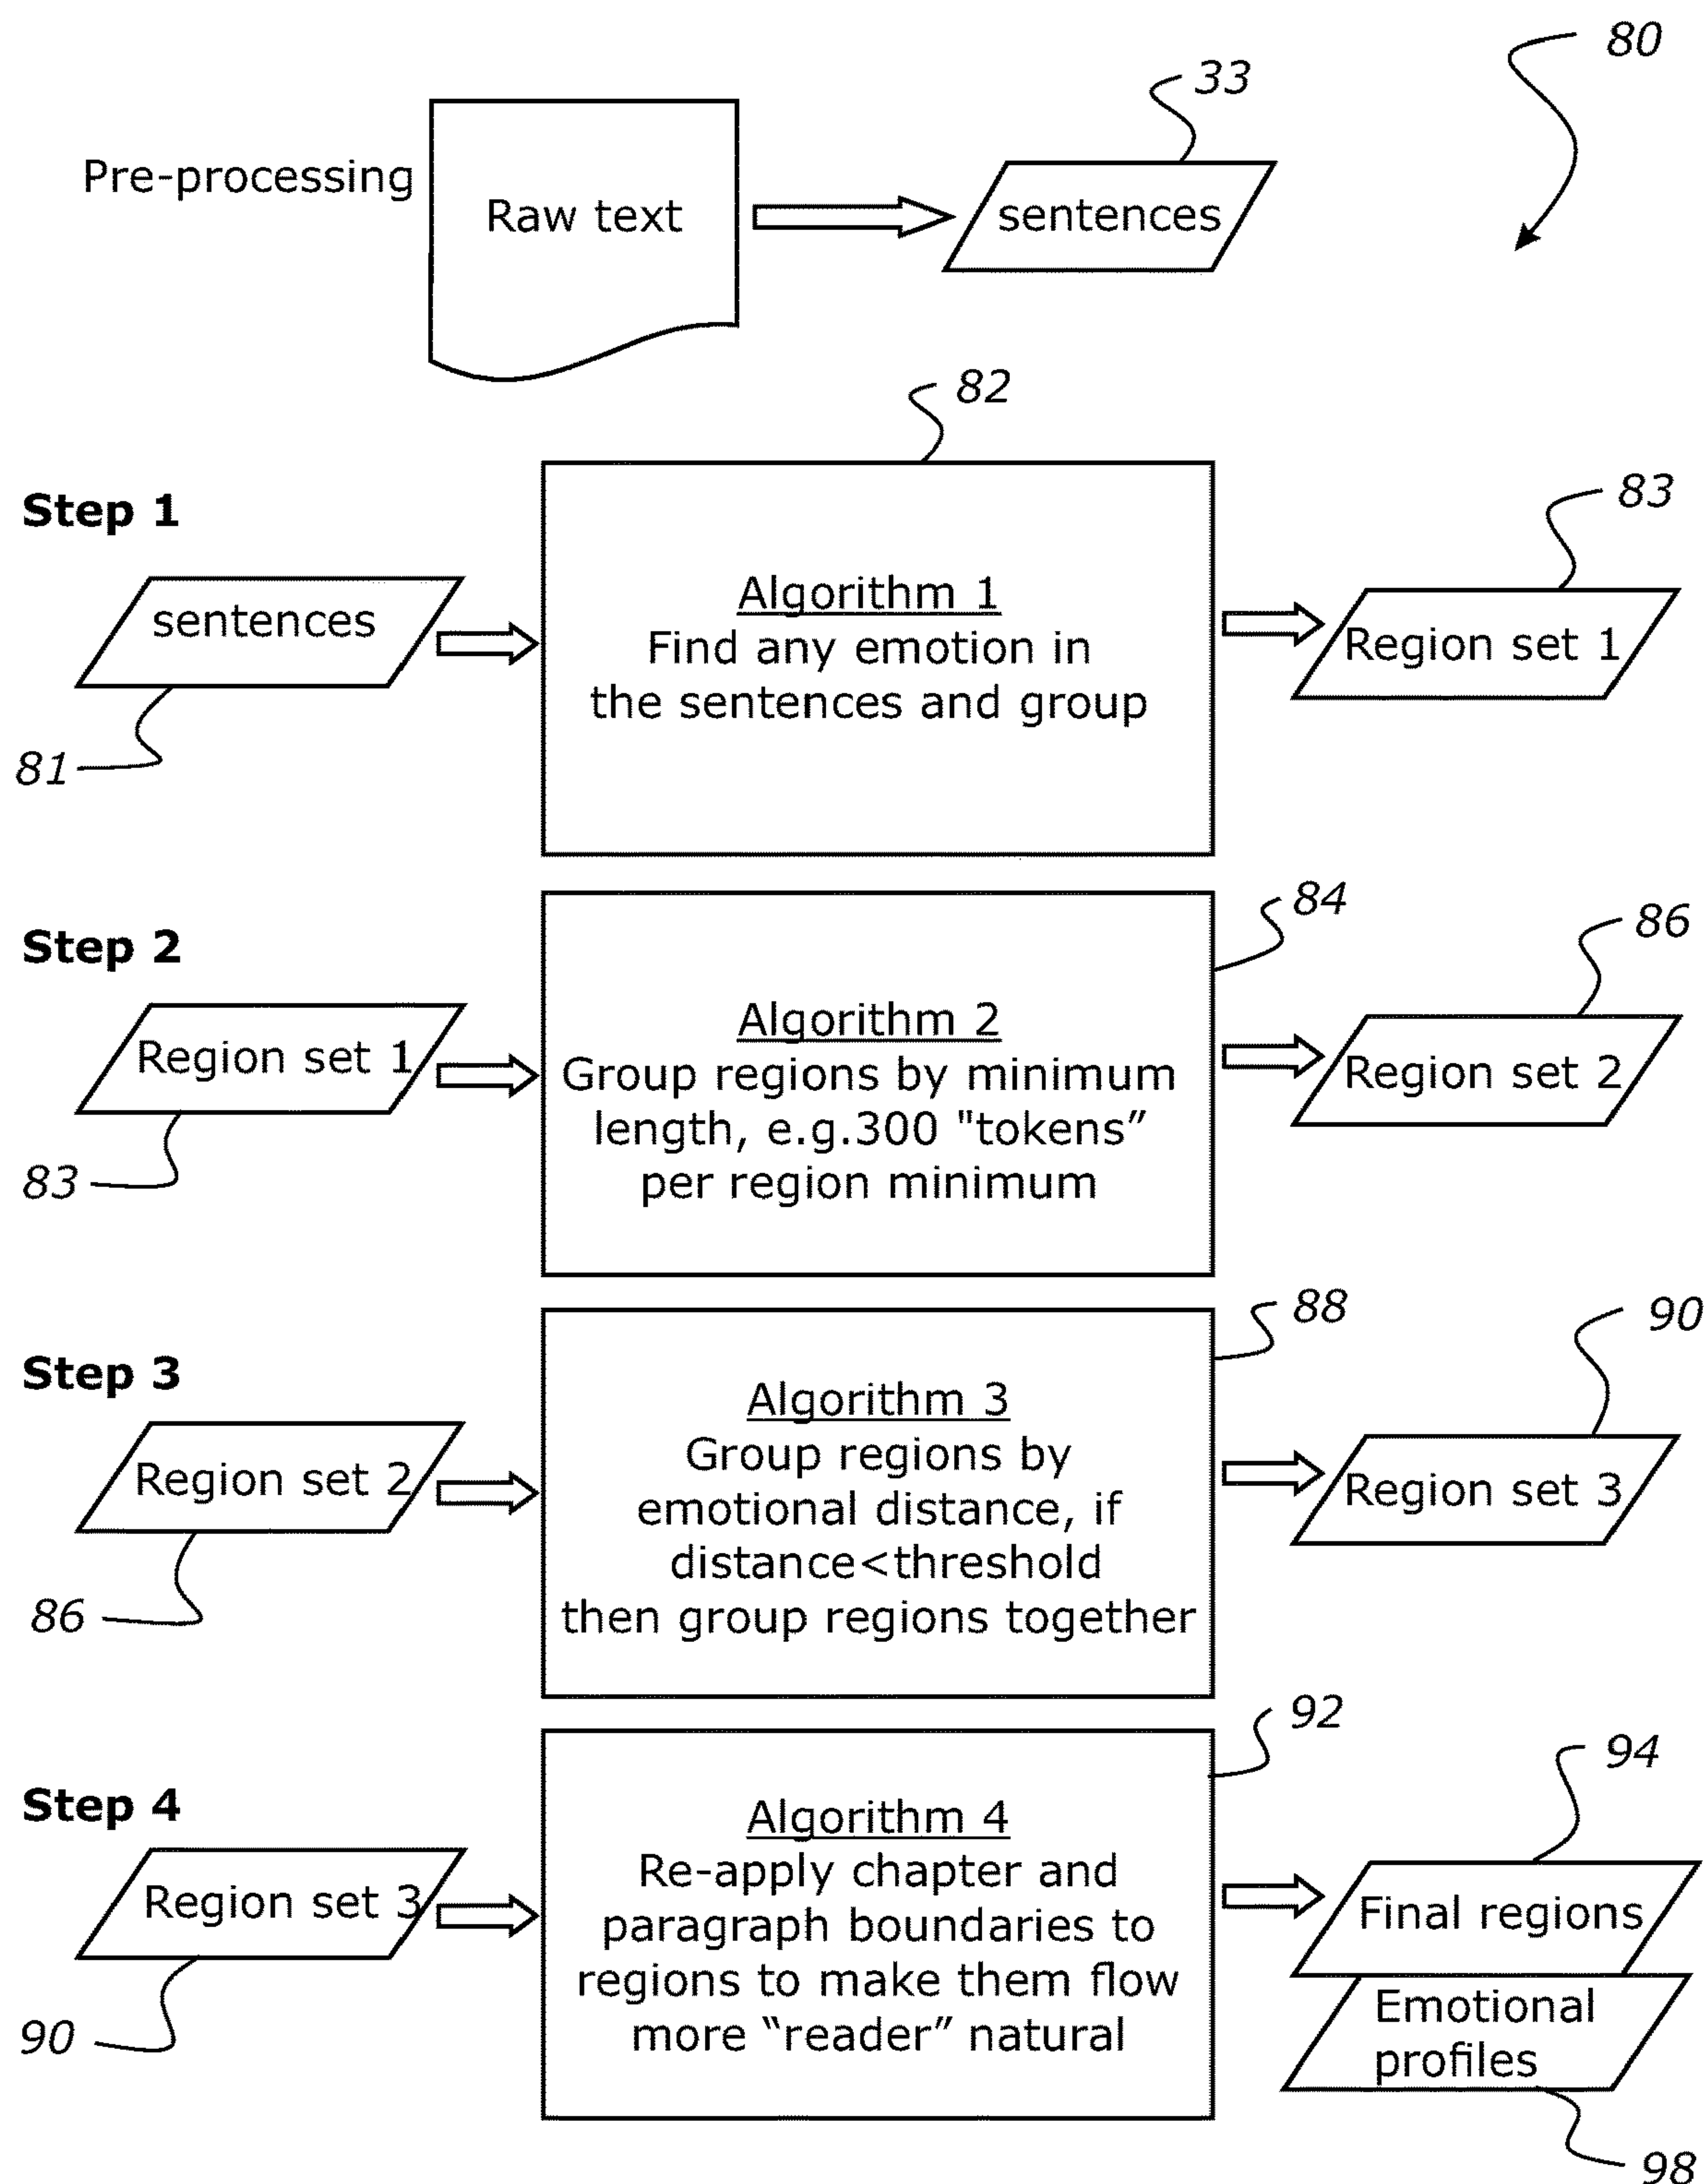 80
33
Pre-processing
Raw text
sentences
82
Step 1
83
sentences
Algorithm 1
Find any emotion in
the sentences and group
Region set 1
81
84
86
Step 2
Region set 1
Algorithm 2
Group regions by minimum
length, e.g.300 "tokens”
per region minimum
Region set 2
83
88
90
Step 3
Region set 2
Algorithm 3
Group regions by
emotional distance, if
distance<threshold
then group regions together
Region set 3
86
92
94
Step 4
Region set 3
Algorithm 4
Re-apply chapter and
paragraph boundaries to
regions to make them flow
more “reader” natural
Final regions
Emotional
profiles
90
98